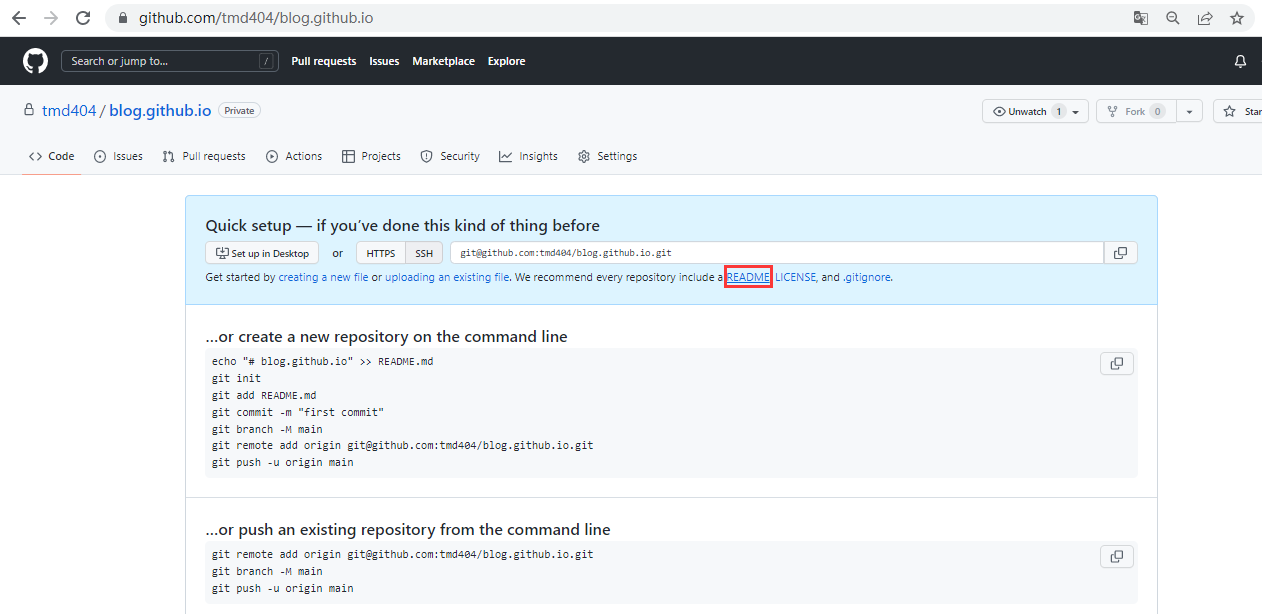 github.com/tmd404/blog.github.io
Search or jump to... /
Pull requests Issues Marketplace Explore
tmd404 / blog.github.io Private
Unwatch 1 Fork 0 Star
Code Issues Pull requests Actions Projects Security Insights Settings
Quick setup — if you've done this kind of thing before
Set up in Desktop or HTTPS SSH git@github.com:tmd404/blog.github.io.git
Get started by creating a new file or uploading an existing file. We recommend every repository include a README, LICENSE, and .gitignore.
...or create a new repository on the command line
echo "# blog.github.io" >> README.md
git init
git add README.md
git commit -m "first commit"
git branch -M main
git remote add origin git@github.com:tmd404/blog.github.io.git
git push -u origin main
...or push an existing repository from the command line
git remote add origin git@github.com:tmd404/blog.github.io.git
git branch -M main
git push -u origin main